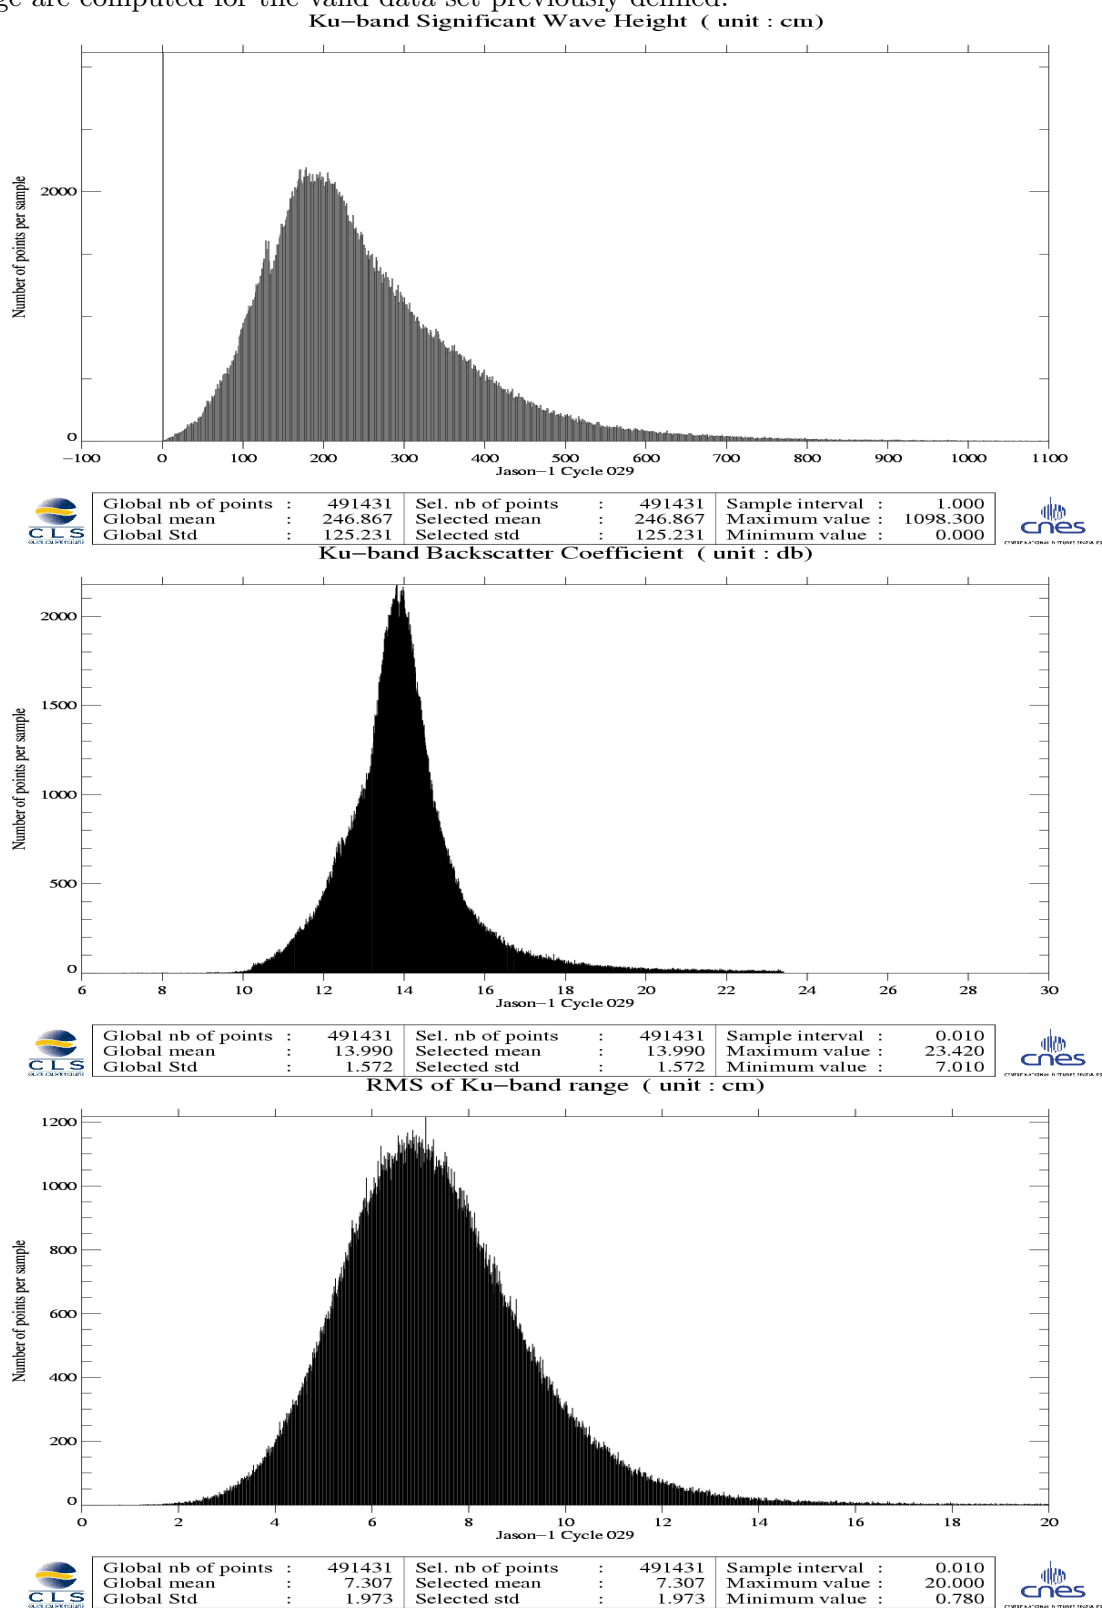 ge are computed for the valid data set previously defined.
Ku−band Significant Wave Height ( unit : cm)
Number of points per sample
2000
0
−100 0 100 200 300 400 500 600 700 800 900 1000 1100
Jason−1 Cycle 029
CLS
Global nb of points : 491431 Sel. nb of points : 491431 Sample interval : 1.000
Global mean : 246.867 Selected mean : 246.867 Maximum value : 1098.300
Global Std : 125.231 Selected std : 125.231 Minimum value : 0.000
cnes
Ku−band Backscatter Coefficient ( unit : db)
Number of points per sample
2000
1500
1000
500
0
6 8 10 12 14 16 18 20 22 24 26 28 30
Jason−1 Cycle 029
CLS
Global nb of points : 491431 Sel. nb of points : 491431 Sample interval : 0.010
Global mean : 13.990 Selected mean : 13.990 Maximum value : 23.420
Global Std : 1.572 Selected std : 1.572 Minimum value : 7.010
cnes
RMS of Ku−band range ( unit : cm)
Number of points per sample
1200
1000
800
600
400
200
0
0 2 4 6 8 10 12 14 16 18 20
Jason−1 Cycle 029
CLS
Global nb of points : 491431 Sel. nb of points : 491431 Sample interval : 0.010
Global mean : 7.307 Selected mean : 7.307 Maximum value : 20.000
Global Std : 1.973 Selected std : 1.973 Minimum value : 0.780
cnes